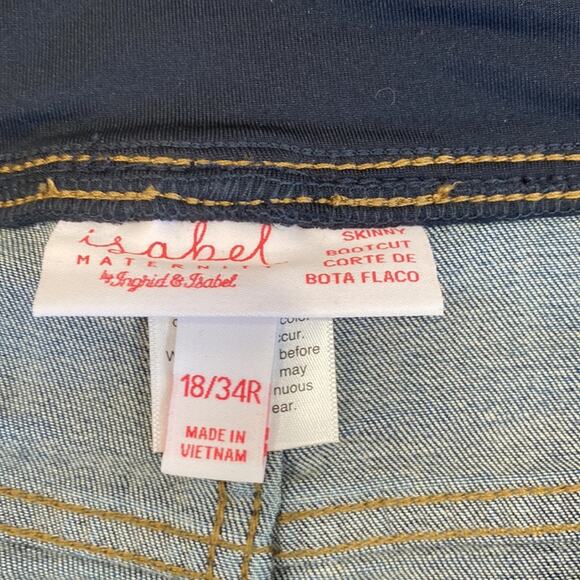 isabel
MATERNITY
by Ingrid & Isabel.
SKINNY
BOOTCUT
CORTE DE
BOTA FLACO
color
cur.
before
may
nuous
ear.
18/34R
MADE IN
VIETNAM